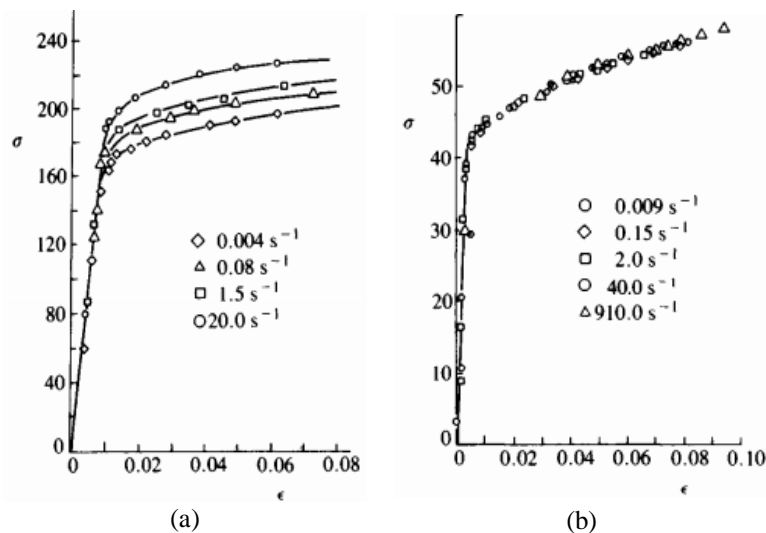 240
200
σ
160
120
80
40
0
◇ 0.004 s⁻¹
△ 0.08 s⁻¹
□ 1.5 s⁻¹
○ 20.0 s⁻¹
0 0.02 0.04 0.06 0.08
ϵ
(a)
50
σ
40
30
20
10
0
○ 0.009 s⁻¹
◇ 0.15 s⁻¹
□ 2.0 s⁻¹
○ 40.0 s⁻¹
△ 910.0 s⁻¹
0 0.02 0.04 0.06 0.08 0.10
ϵ
(b)